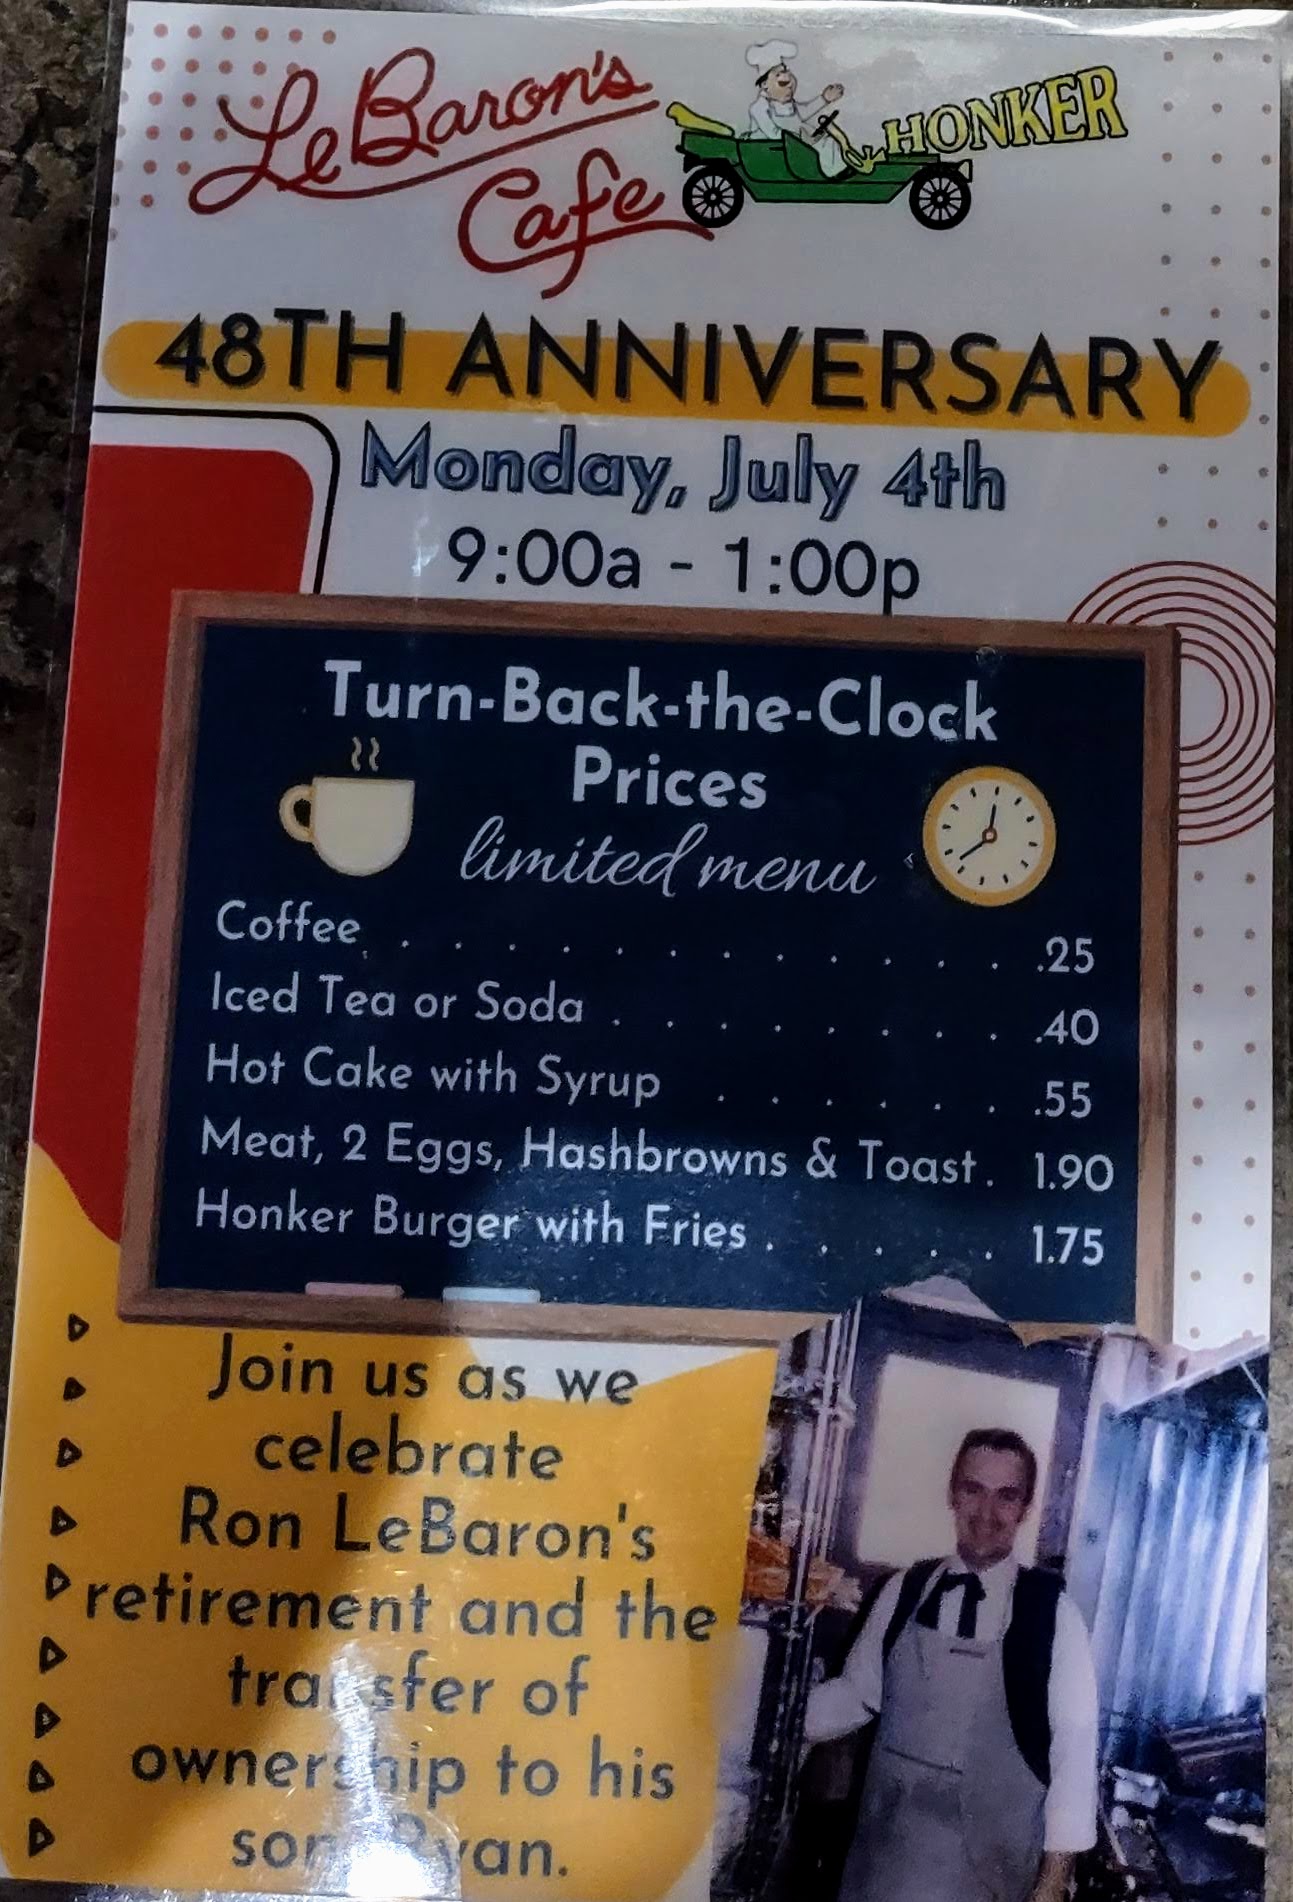 LeBaron's
Cafe
HONKER
48TH ANNIVERSARY
Monday, July 4th
9:00a - 1:00p
Turn-Back-the-Clock
Prices
limited menu
Coffee . . . . . . . . . . . . .25
Iced Tea or Soda . . . . . . . . .40
Hot Cake with Syrup . . . . . . .55
Meat, 2 Eggs, Hashbrowns & Toast . 1.90
Honker Burger with Fries . . . . . 1.75
Join us as we
celebrate
Ron LeBaron's
retirement and the
transfer of
ownership to his
son Ryan.